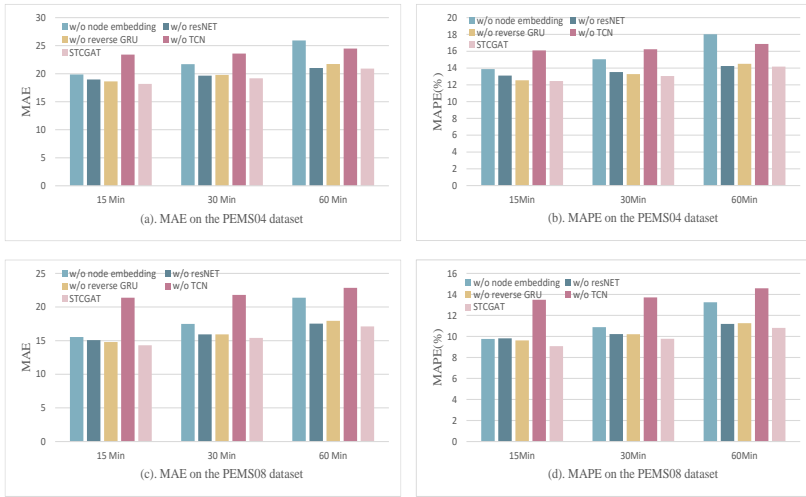 w/o node embedding w/o resNET
w/o reverse GRU w/o TCN
STCGAT
30
25
20
15
10
5
0
MAE
15 Min 30 Min 60 Min
(a). MAE on the PEMS04 dataset
w/o node embedding w/o resNET
w/o reverse GRU w/o TCN
STCGAT
20
18
16
14
12
10
8
6
4
2
0
MAPE(%)
15Min 30Min 60Min
(b). MAPE on the PEMS04 dataset
w/o node embedding w/o resNET
w/o reverse GRU w/o TCN
STCGAT
25
20
15
10
5
0
MAE
15 Min 30 Min 60 Min
(c). MAE on the PEMS08 dataset
w/o node embedding w/o resNET
w/o reverse GRU w/o TCN
STCGAT
16
14
12
10
8
6
4
2
0
MAPE(%)
15Min 30Min 60Min
(d). MAPE on the PEMS08 dataset